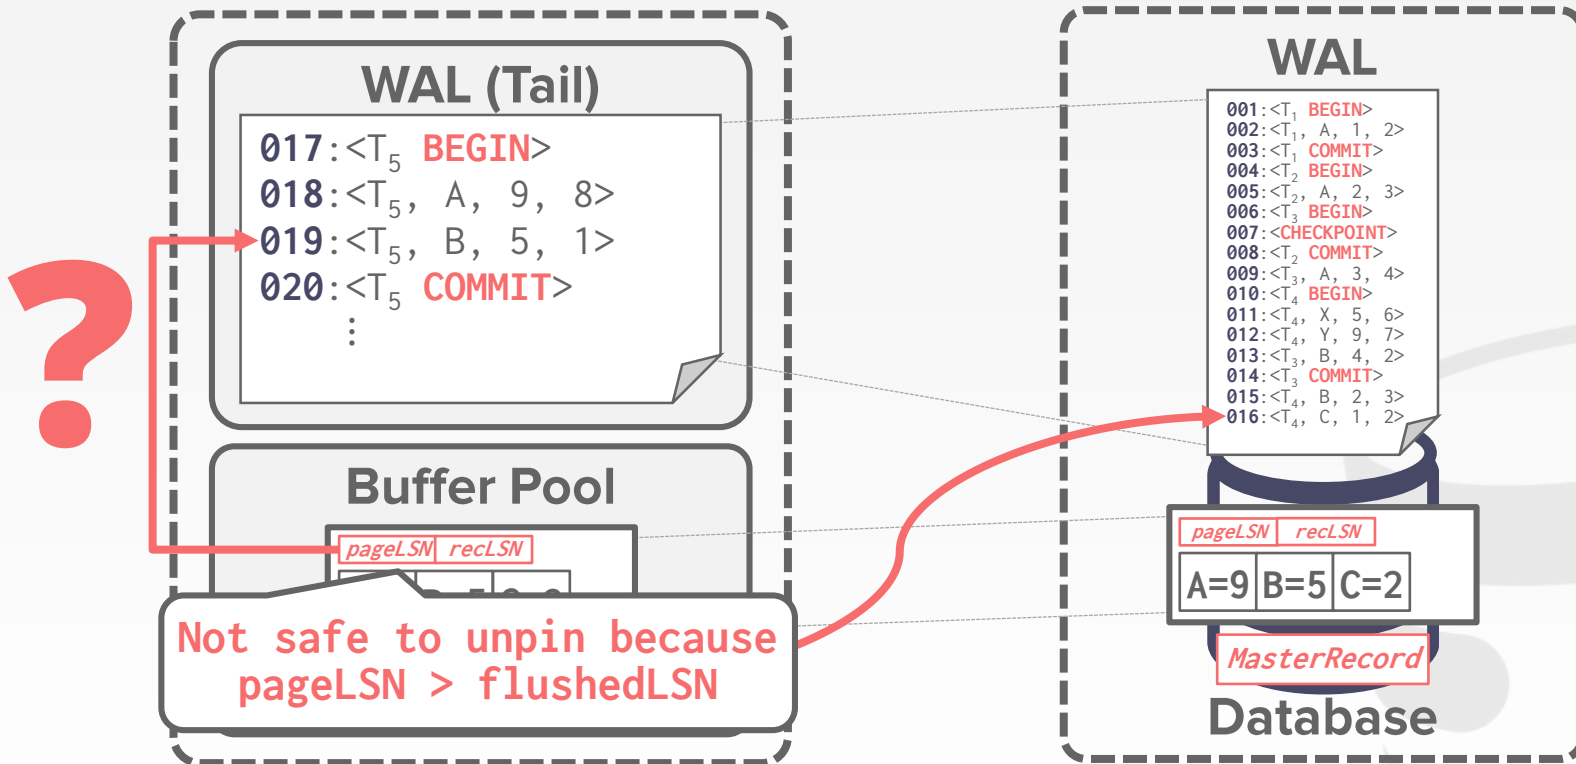 WAL (Tail)
017:<T5 BEGIN>
018:<T5, A, 9, 8>
019:<T5, B, 5, 1>
020:<T5 COMMIT>
⋮
?
Buffer Pool
pageLSN recLSN
Not safe to unpin because
pageLSN > flushedLSN
WAL
001:<T1 BEGIN>
002:<T1, A, 1, 2>
003:<T1 COMMIT>
004:<T2 BEGIN>
005:<T2, A, 2, 3>
006:<T3 BEGIN>
007:<CHECKPOINT>
008:<T2 COMMIT>
009:<T3, A, 3, 4>
010:<T4 BEGIN>
011:<T4, X, 5, 6>
012:<T4, Y, 9, 7>
013:<T3, B, 4, 2>
014:<T3 COMMIT>
015:<T4, B, 2, 3>
016:<T4, C, 1, 2>
pageLSN recLSN
A=9 B=5 C=2
MasterRecord
Database